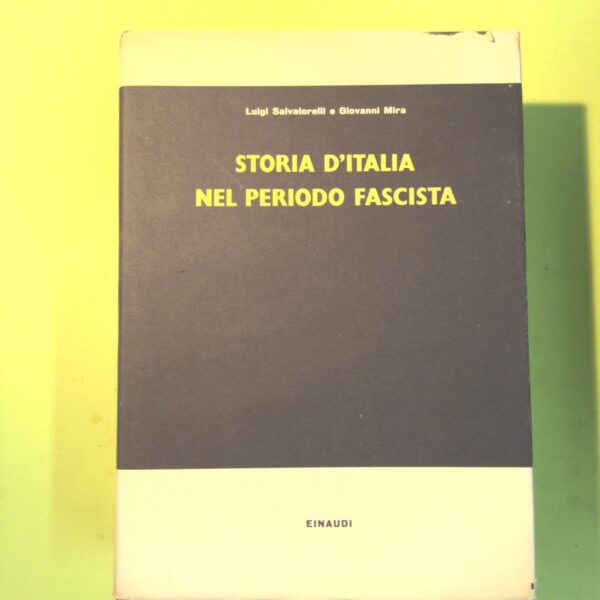 Luigi Salvatorelli e Giovanni Mira
STORIA D'ITALIA
NEL PERIODO FASCISTA
EINAUDI